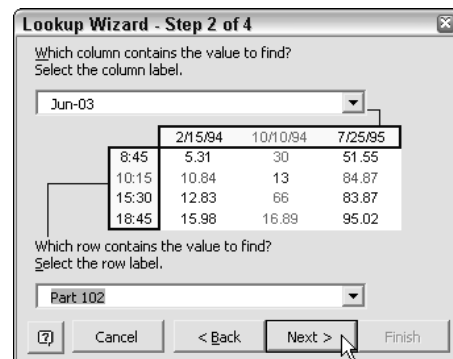 Lookup Wizard - Step 2 of 4
Which column contains the value to find?
Select the column label.
Jun-03
2/15/94 10/10/94 7/25/95
8:45 5.31 30 51.55
10:15 10.84 13 84.87
15:30 12.83 66 83.87
18:45 15.98 16.89 95.02
Which row contains the value to find?
Select the row label.
Part 102
? Cancel < Back Next > Finish